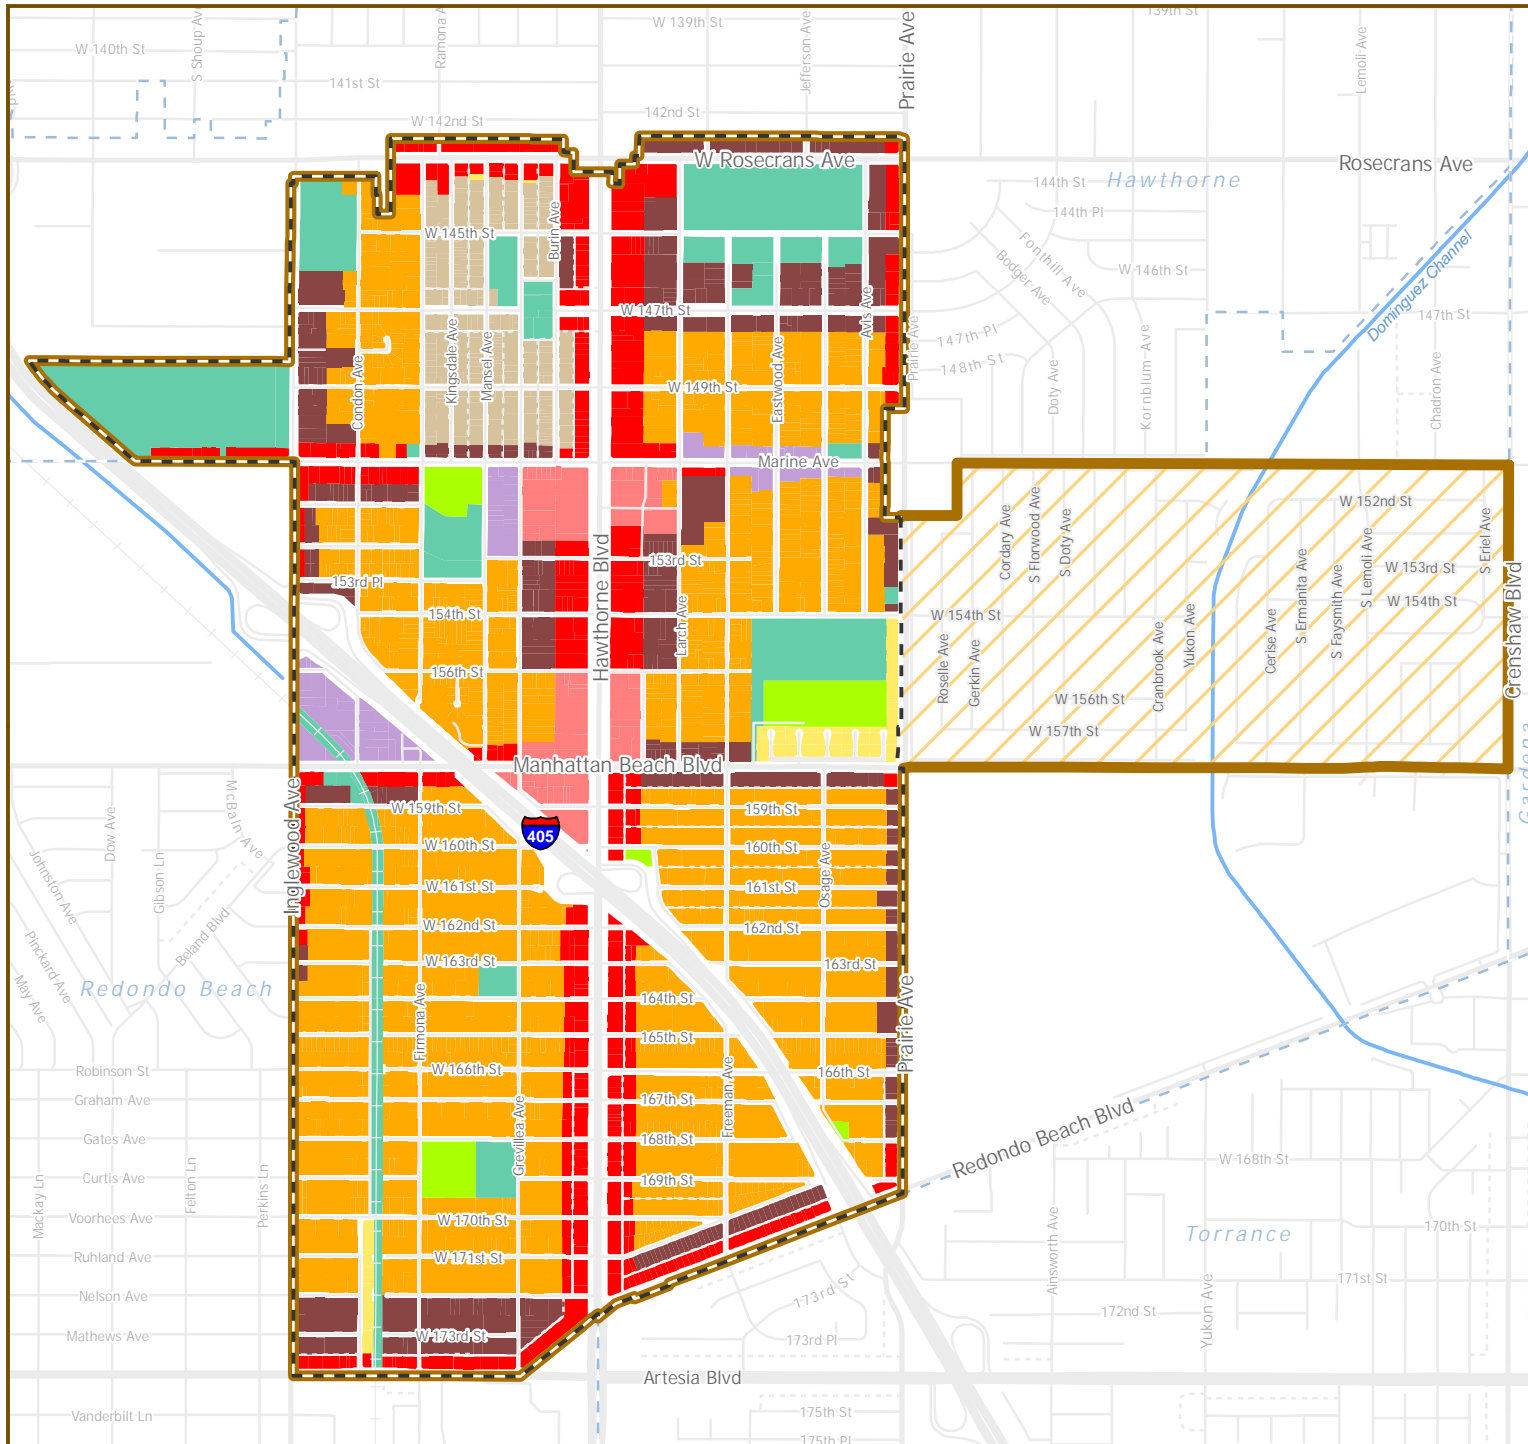 W 139th St
139th St
W 140th St
S Shoup Ave
Ramona A
Jefferson Ave
Prairie Ave
Lemoli Ave
141st St
W 142nd St
142nd St
W Rosecrans Ave
Rosecrans Ave
144th St
Hawthorne
144th Pl
W 145th St
Burin Ave
Fonthill Ave
Bodger Ave
W 146th St
Dominguez Channel
W 147th St
Avis Ave
Prairie Ave
147th Pl
147th St
148th St
Condon Ave
Kingsdale Ave
Mansel Ave
W 149th St
Eastwood Ave
Doty Ave
Kornblum Ave
Chadron Ave
Marine Ave
W 152nd St
Cordary Ave
S Florwood Ave
S Doty Ave
S Eriel Ave
153rd Pl
Hawthorne Blvd
153rd St
S Ermanita Ave
S Faysmith Ave
S Lemoli Ave
W 153rd St
W 154th St
Crenshaw Blvd
154th St
Larch Ave
W 154th St
Roselle Ave
Gerkin Ave
Cranbrook Ave
Yukon Ave
Cerise Ave
156th St
W 156th St
W 157th St
Gardena
Manhattan Beach Blvd
Inglewood Ave
McBain Ave
Dow Ave
W 159th St
159th St
405
W 160th St
160th St
Johnston Ave
Gibson Ln
W 161st St
161st St
Osage Ave
Beland Blvd
W 162nd St
162nd St
Pinckard Ave
W 163rd St
163rd St
May Ave
Redondo Beach
Firmona Ave
164th St
Prairie Ave
165th St
Robinson St
W 166th St
166th St
Freeman Ave
Graham Ave
Grevillea Ave
167th St
Redondo Beach Blvd
Gates Ave
168th St
W 168th St
Curtis Ave
169th St
Mackay Ln
Felton Ln
Perkins Ln
Voorhees Ave
W 170th St
Ainsworth Ave
Torrance
170th St
Ruhland Ave
W 171st St
173rd St
171st St
Nelson Ave
172nd St
Yukon Ave
Mathews Ave
W 173rd St
173rd Pl
Artesia Blvd
Vanderbilt Ln
175th St
175th Pl